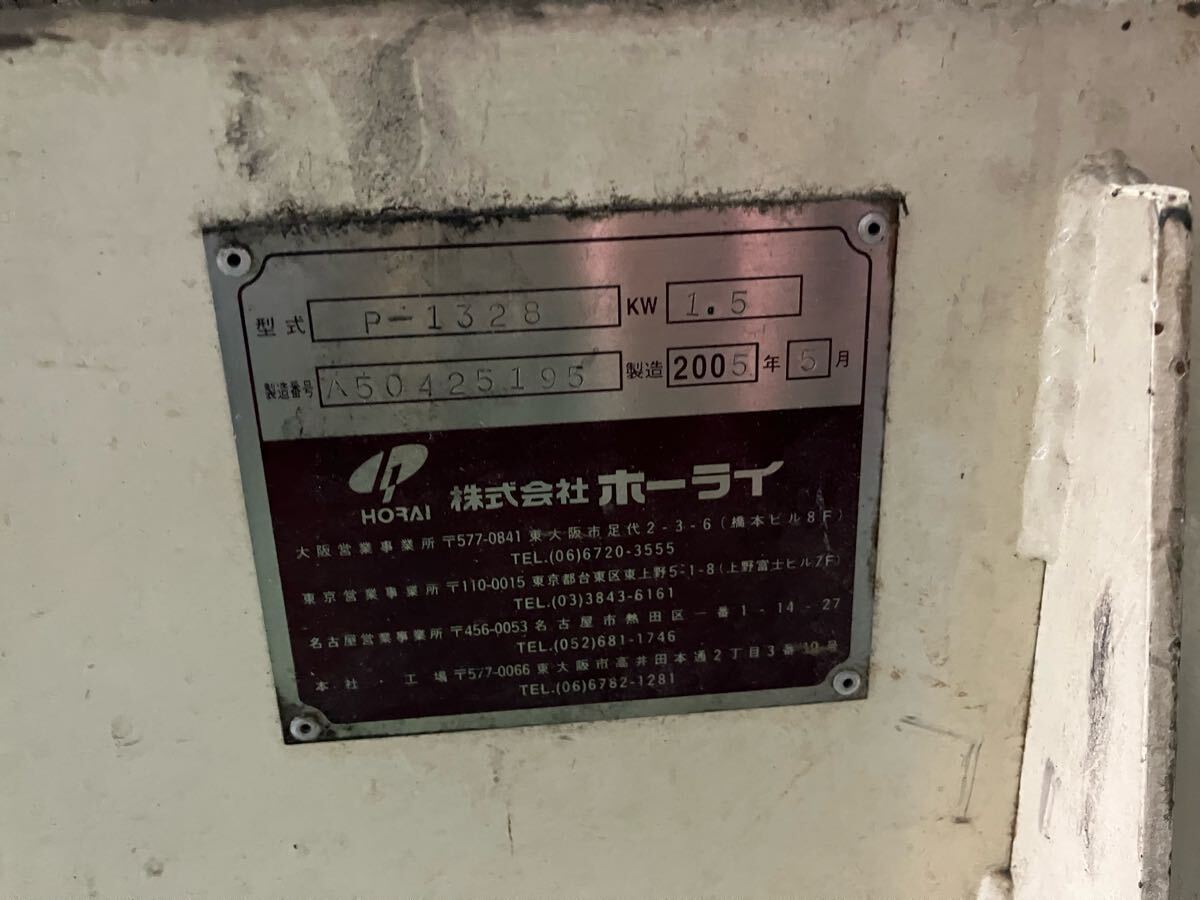 型式 P-1328 KW 1.5
製造番号 A50425195 製造 2005年 5月
HORAI 株式会社 ホーライ
大阪営業事業所 〒577-0841 東大阪市足代2-3-6(橋本ビル8F)
TEL.(06)6720-3555
東京営業事業所 〒110-0015 東京都台東区東上野5-1-8(上野富士ビル7F)
TEL.(03)3843-6161
名古屋営業事業所 〒456-0053 名古屋市熱田区一番1-14-27
TEL.(052)681-1746
本社・工場 〒577-0066 東大阪市高井田本通2丁目3番10号
TEL.(06)6782-1281